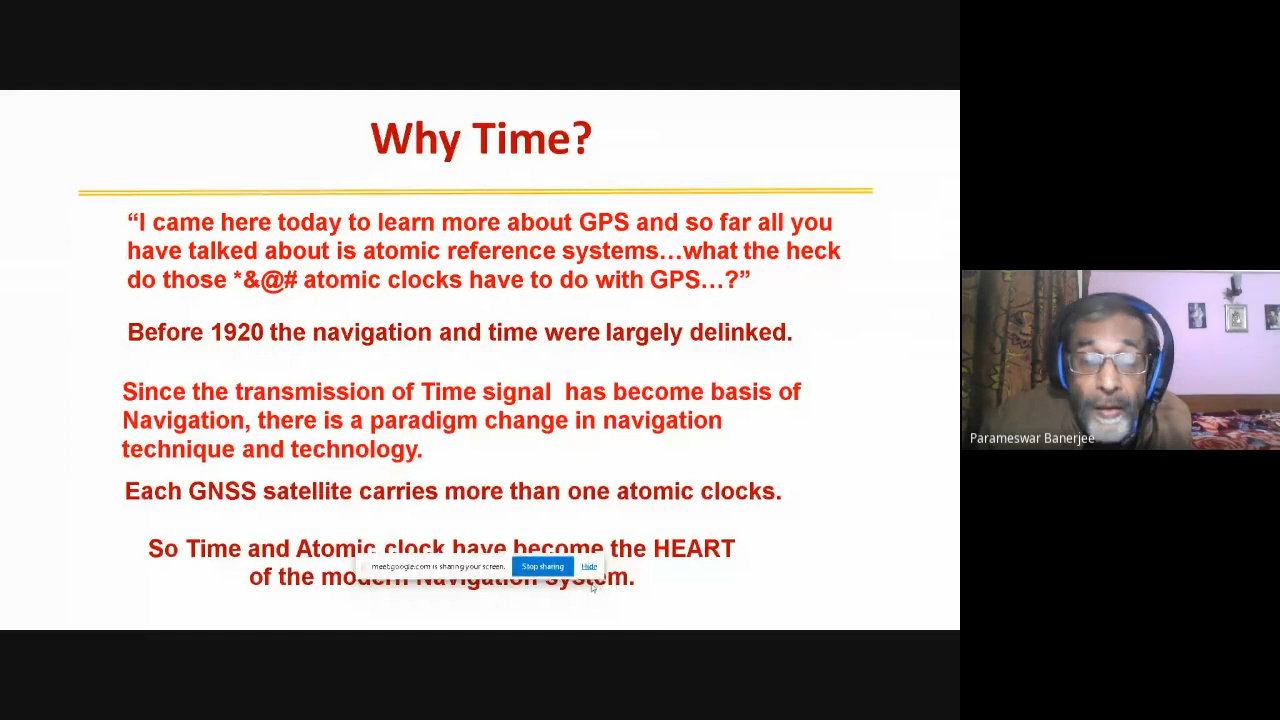 Why Time?
“I came here today to learn more about GPS and so far all you
have talked about is atomic reference systems…what the heck
do those *&@# atomic clocks have to do with GPS…?”
Before 1920 the navigation and time were largely delinked.
Since the transmission of Time signal has become basis of
Navigation, there is a paradigm change in navigation
technique and technology.
Each GNSS satellite carries more than one atomic clocks.
So Time and Atomic clock have become the HEART
of the modern Navigation system.
meet.google.com is sharing your screen.
Stop sharing
Hide
Parameswar Banerjee